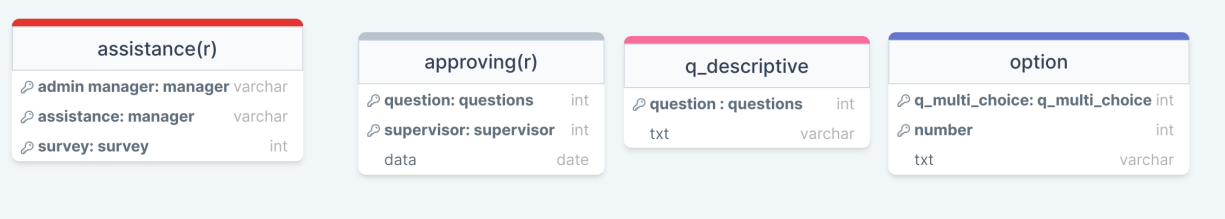 assistance(r)
admin manager: manager varchar
assistance: manager varchar
survey: survey int
approving(r)
question: questions int
supervisor: supervisor int
data date
q_descriptive
question : questions int
txt varchar
option
q_multi_choice: q_multi_choice int
number int
txt varchar